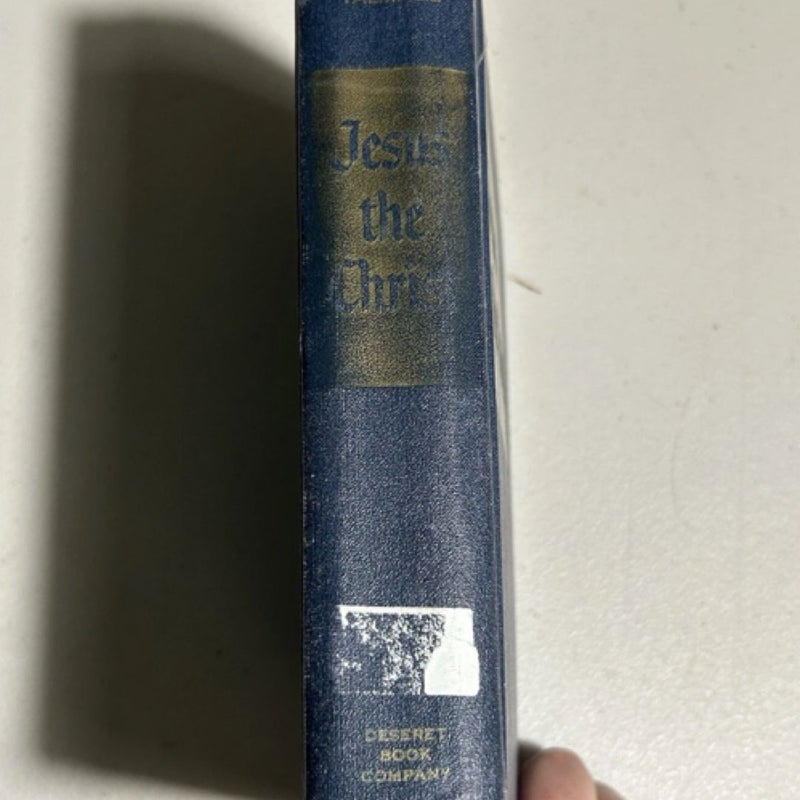 Jesus
the
Christ
DESERET
BOOK
COMPANY